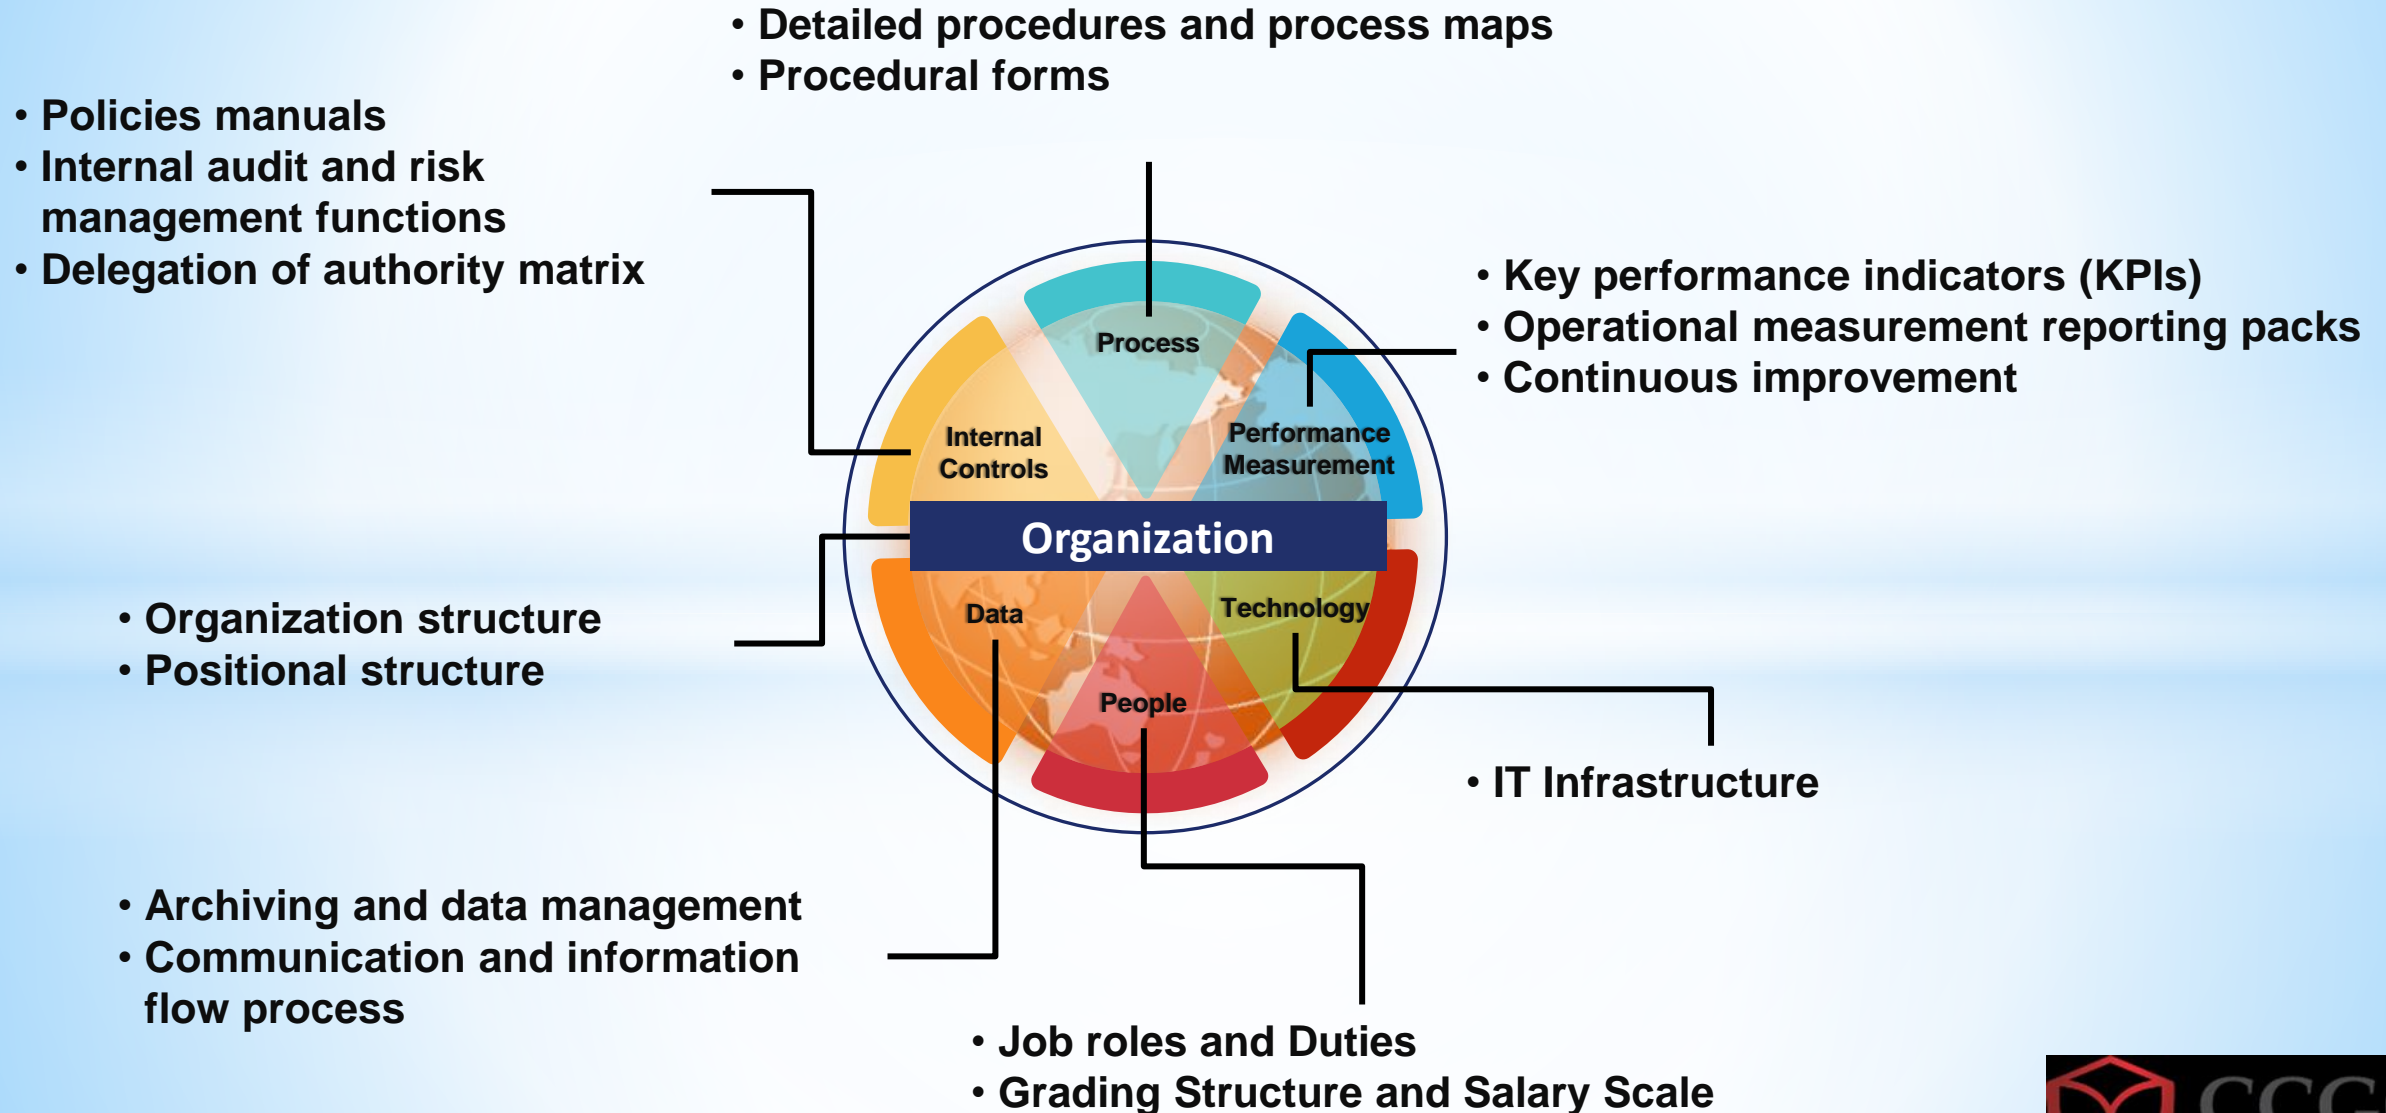 • Detailed procedures and process maps
• Procedural forms
• Policies manuals
• Internal audit and risk
management functions
• Delegation of authority matrix
• Key performance indicators (KPIs)
• Operational measurement reporting packs
• Continuous improvement
Process
Internal
Controls
Performance
Measurement
Organization
Data
Technology
People
• Organization structure
• Positional structure
• IT Infrastructure
• Archiving and data management
• Communication and information
flow process
• Job roles and Duties
• Grading Structure and Salary Scale
CCG